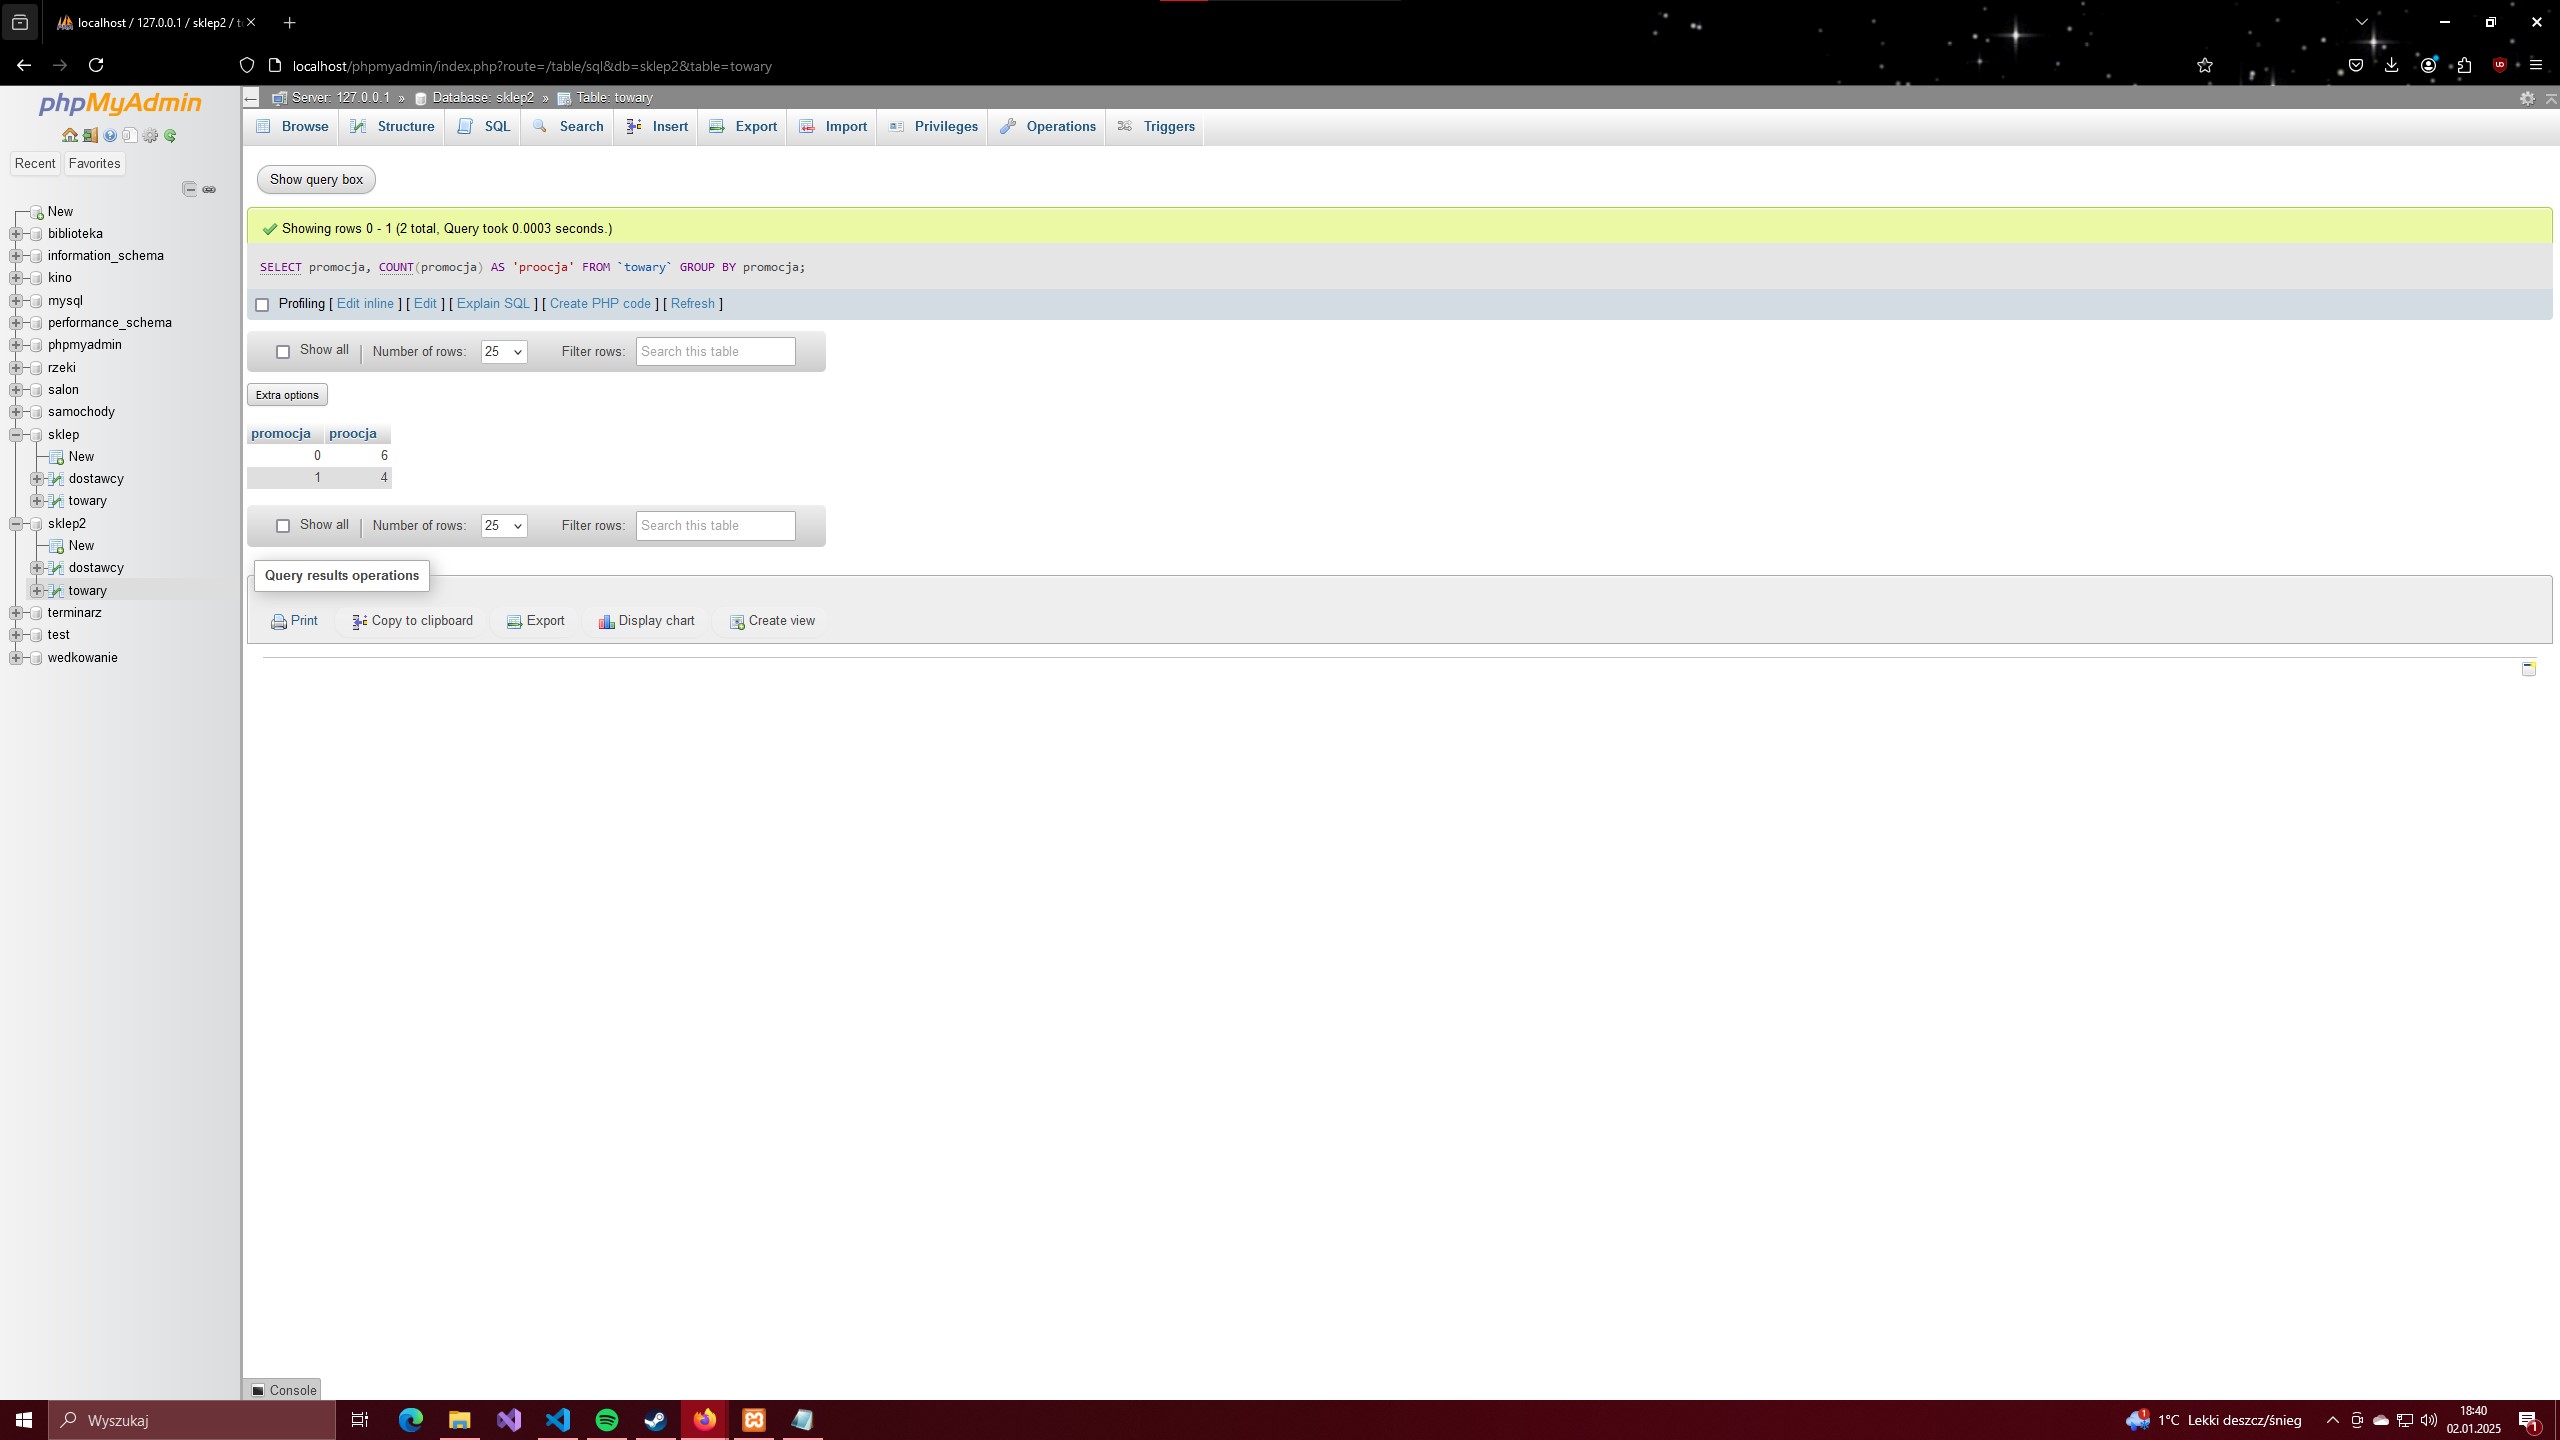 localhost / 127.0.0.1 / sklep2 / t
localhost/phpmyadmin/index.php?route=/table/sql&db=sklep2&table=towary
phpMyAdmin
Recent
Favorites
New
biblioteka
information_schema
kino
mysql
performance_schema
phpmyadmin
rzeki
salon
samochody
sklep
New
dostawcy
towary
sklep2
New
dostawcy
towary
terminarz
test
wedkowanie
Server: 127.0.0.1 » Database: sklep2 » Table: towary
Browse Structure SQL Search Insert Export Import Privileges Operations Triggers
Show query box
Showing rows 0 - 1 (2 total, Query took 0.0003 seconds.)
SELECT promocja, COUNT(promocja) AS 'proocja' FROM `towary` GROUP BY promocja;
Profiling [ Edit inline ] [ Edit ] [ Explain SQL ] [ Create PHP code ] [ Refresh ]
Show all Number of rows: 25 Filter rows: Search this table
Extra options
promocja proocja
0 6
1 4
Show all Number of rows: 25 Filter rows: Search this table
Query results operations
Print Copy to clipboard Export Display chart Create view
Console
Wyszukaj
1°C Lekki deszcz/śnieg
18:40
02.01.2025
1